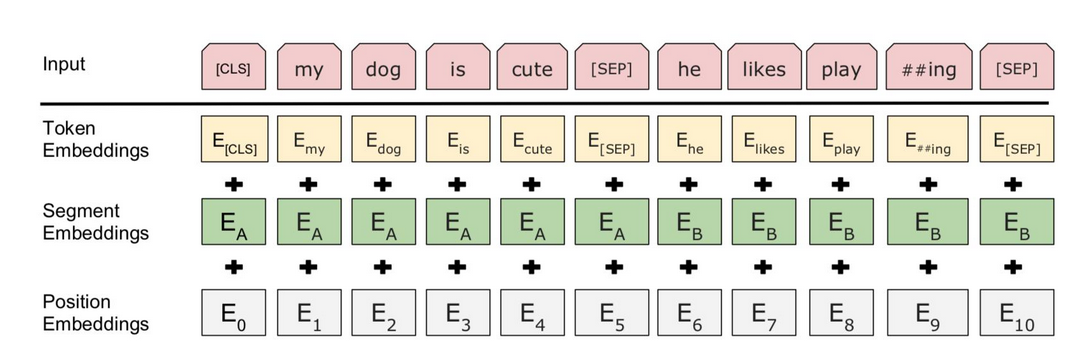 Input [CLS] my dog is cute [SEP] he likes play ##ing [SEP]
Token
Embeddings E[CLS] Emy Edog Eis Ecute E[SEP] Ehe Elikes Eplay E##ing E[SEP]
+ + + + + + + + + + +
Segment
Embeddings EA EA EA EA EA EA EB EB EB EB EB
+ + + + + + + + + + +
Position
Embeddings E0 E1 E2 E3 E4 E5 E6 E7 E8 E9 E10